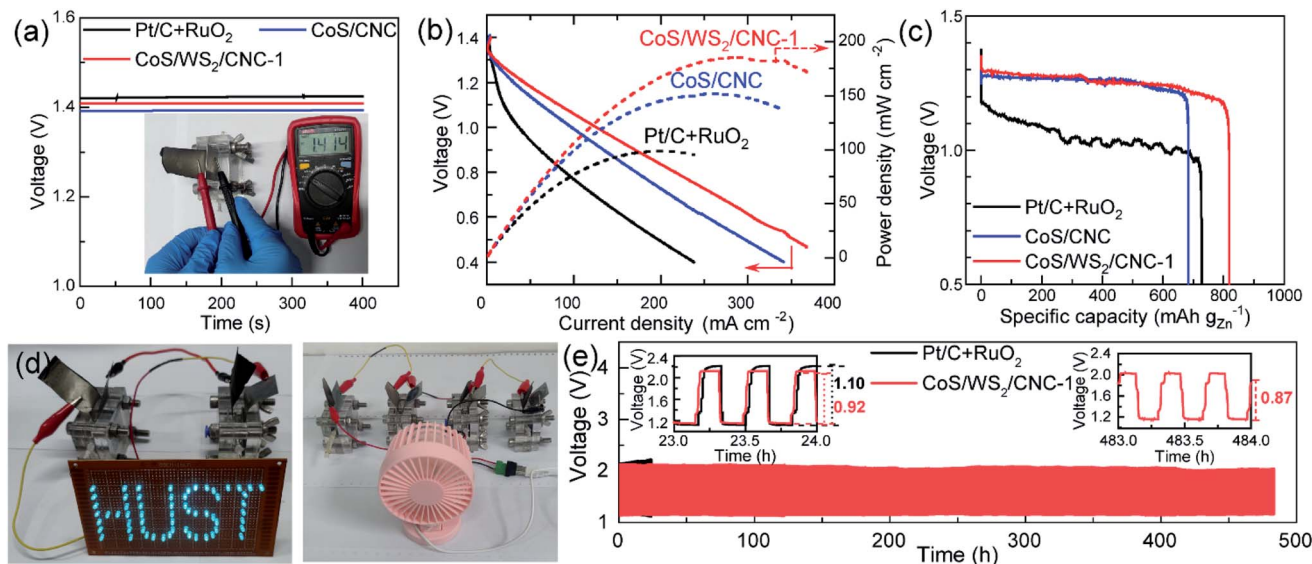 (a)
Pt/C+RuO₂
CoS/CNC
CoS/WS₂/CNC-1
Voltage (V)
1.6
1.4
1.2
1.0
1.414
0
100
200
300
400
Time (s)
(b)
Voltage (V)
1.4
1.2
1.0
0.8
0.6
0.4
CoS/WS₂/CNC-1
CoS/CNC
Pt/C+RuO₂
200
150
100
50
0
Power density (mW cm⁻²)
0
100
200
300
400
Current density (mA cm⁻²)
(c)
Voltage (V)
1.5
1.0
0.5
Pt/C+RuO₂
CoS/CNC
CoS/WS₂/CNC-1
0
200
400
600
800
1000
Specific capacity (mAh gZn⁻¹)
(d)
HUST
(e)
Voltage (V)
4
3
2
1
Pt/C+RuO₂
CoS/WS₂/CNC-1
Voltage (V)
2.4
2.0
1.6
1.2
1.10
0.92
23.0
23.5
24.0
Time (h)
Voltage (V)
2.4
2.0
1.6
1.2
0.87
483.0
483.5
484.0
Time (h)
0
100
200
300
400
500
Time (h)